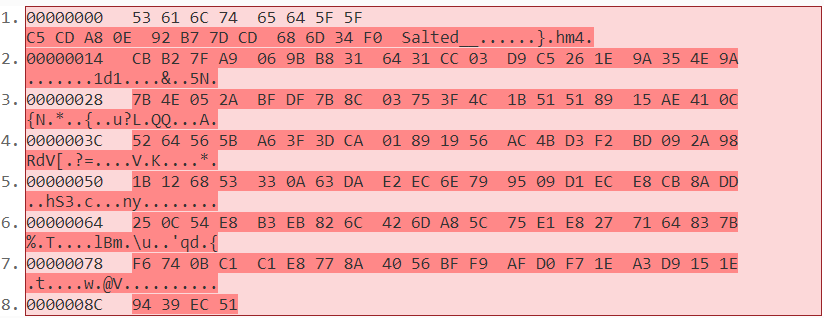 1. 00000000 53 61 6C 74 65 64 5F 5F
C5 CD A8 0E 92 B7 7D CD 68 6D 34 F0 Salted__......}.hm4.
2. 00000014 CB B2 7F A9 06 9B B8 31 64 31 CC 03 D9 C5 26 1E 9A 35 4E 9A
.......1d1....&..5N.
3. 00000028 7B 4E 05 2A BF DF 7B 8C 03 75 3F 4C 1B 51 51 89 15 AE 41 0C
{N.*..{..u?L.QQ...A.
4. 0000003C 52 64 56 5B A6 3F 3D CA 01 89 19 56 AC 4B D3 F2 BD 09 2A 98
RdV[.?=....V.K....*.
5. 00000050 1B 12 68 53 33 0A 63 DA E2 EC 6E 79 95 09 D1 EC E8 CB 8A DD
..hS3.c...ny........
6. 00000064 25 0C 54 E8 B3 EB 82 6C 42 6D A8 5C 75 E1 E8 27 71 64 83 7B
%.T....lBm.\u..'qd.{
7. 00000078 F6 74 0B C1 C1 E8 77 8A 40 56 BF F9 AF D0 F7 1E A3 D9 15 1E
.t....w.@V..........
8. 0000008C 94 39 EC 51